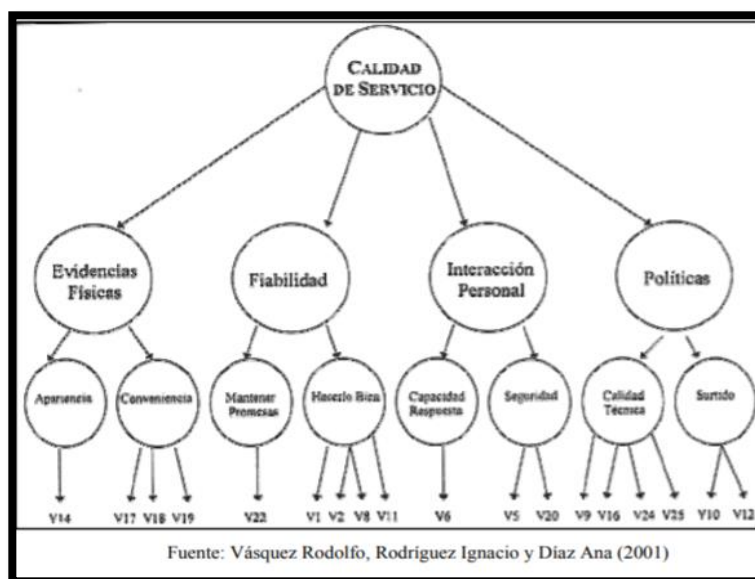 CALIDAD
DE SERVICIO
Evidencias
Físicas
Fiabilidad
Interacción
Personal
Políticas
Apariencia
Conveniencia
Mantener
Promesas
Hacerlo Bien
Capacidad
Respuesta
Seguridad
Calidad
Técnica
Surtido
V14 V17 V18 V19 V22 V1 V2 V8 V11 V6 V5 V20 V9 V16 V24 V25 V10 V12
Fuente: Vásquez Rodolfo, Rodríguez Ignacio y Díaz Ana (2001)